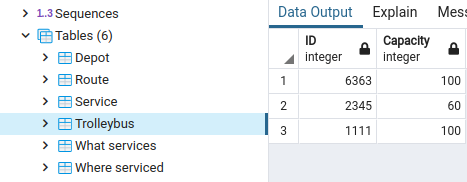 1..3 Sequences
Tables (6)
Depot
Route
Service
Trolleybus
What services
Where serviced
Data Output Explain Mes
ID integer Capacity integer
1 6363 100
2 2345 60
3 1111 100